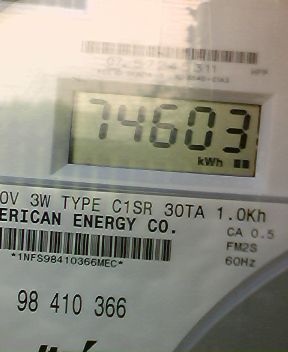 74603
kWh
0V 3W TYPE C1SR 30TA 1.0Kh
ERICAN ENERGY CO.
CA 0.5
FM2S
*1NFS98410366MEC*
60Hz
98 410 366